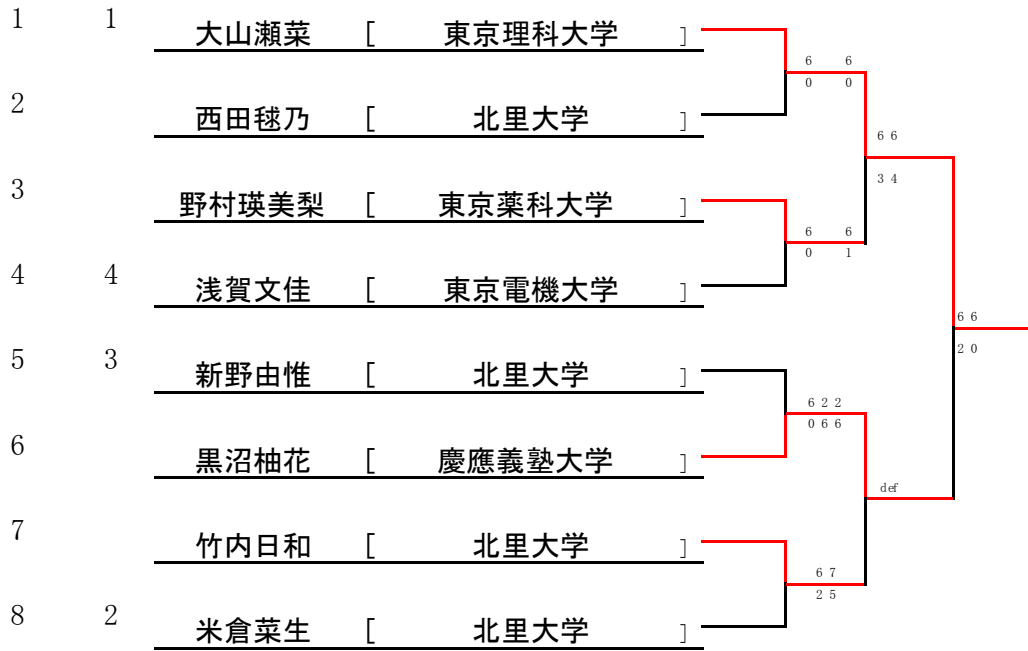 1 1 大山瀬菜 [ 東京理科大学 ]
6 6
0 0
2 西田毬乃 [ 北里大学 ]
6 6
3 4
3 野村瑛美梨 [ 東京薬科大学 ]
6 6
0 1
4 4 浅賀文佳 [ 東京電機大学 ]
6 6
2 0
5 3 新野由惟 [ 北里大学 ]
6 2 2
0 6 6
6 黒沼柚花 [ 慶應義塾大学 ]
def
7 竹内日和 [ 北里大学 ]
6 7
2 5
8 2 米倉菜生 [ 北里大学 ]